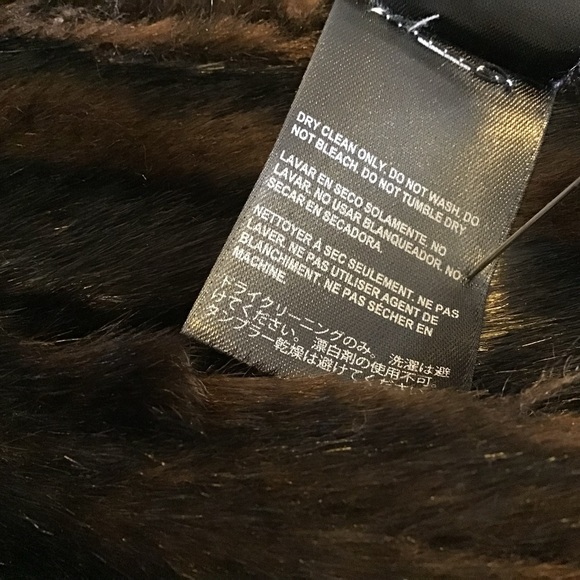 DRY CLEAN ONLY. DO NOT WASH. DO
NOT BLEACH. DO NOT TUMBLE DRY
LAVAR EN SECO SOLAMENTE, NO
LAVAR, NO USAR BLANQUEADOR. NO
SECAR EN SECADORA.
NETTOYER À SEC SEULEMENT. NE PAS
LAVER. NE PAS UTILISER AGENT DE
BLANCHIMENT. NE PAS SÉCHER EN
MACHINE.
ドライクリーニングのみ。 洗濯は避
けてください。 漂白剤の使用不可。
タンブラー乾燥は避けてください